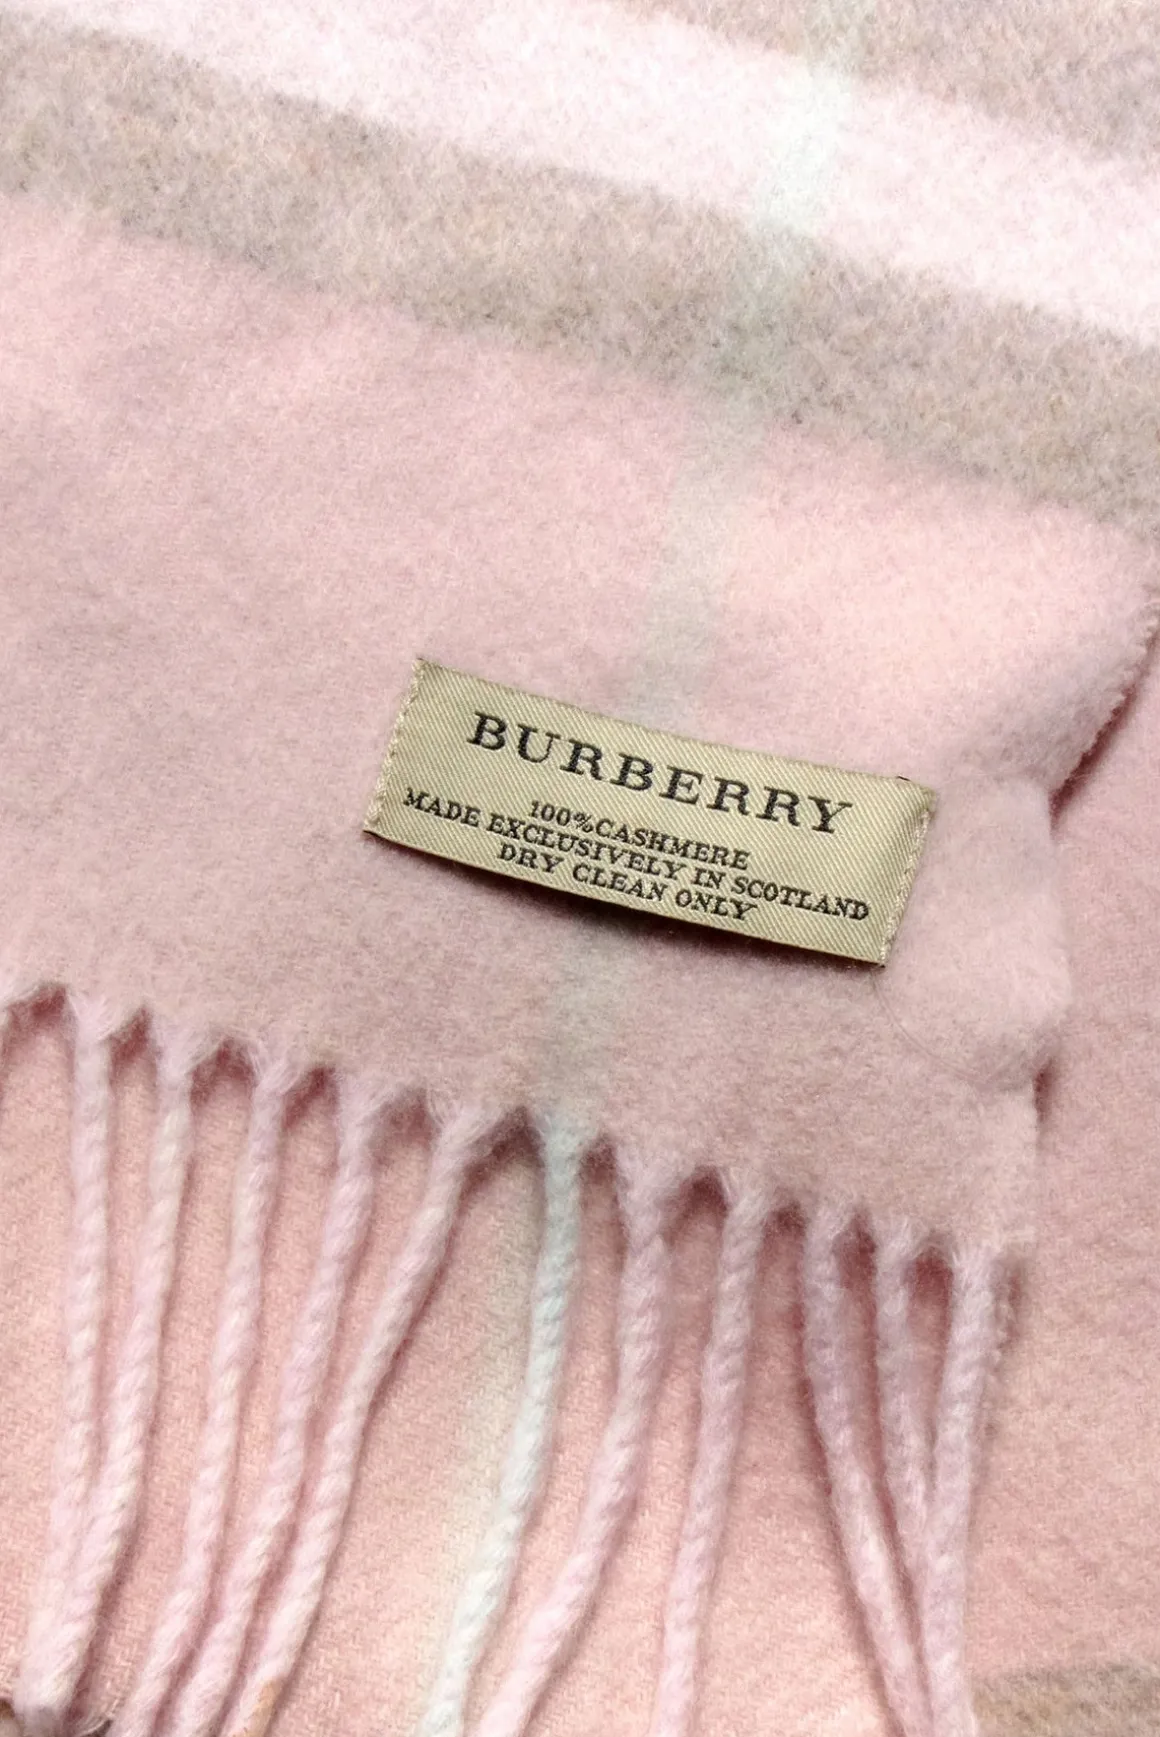 BURBERRY
100%CASHMERE
MADE EXCLUSIVELY IN SCOTLAND
DRY CLEAN ONLY